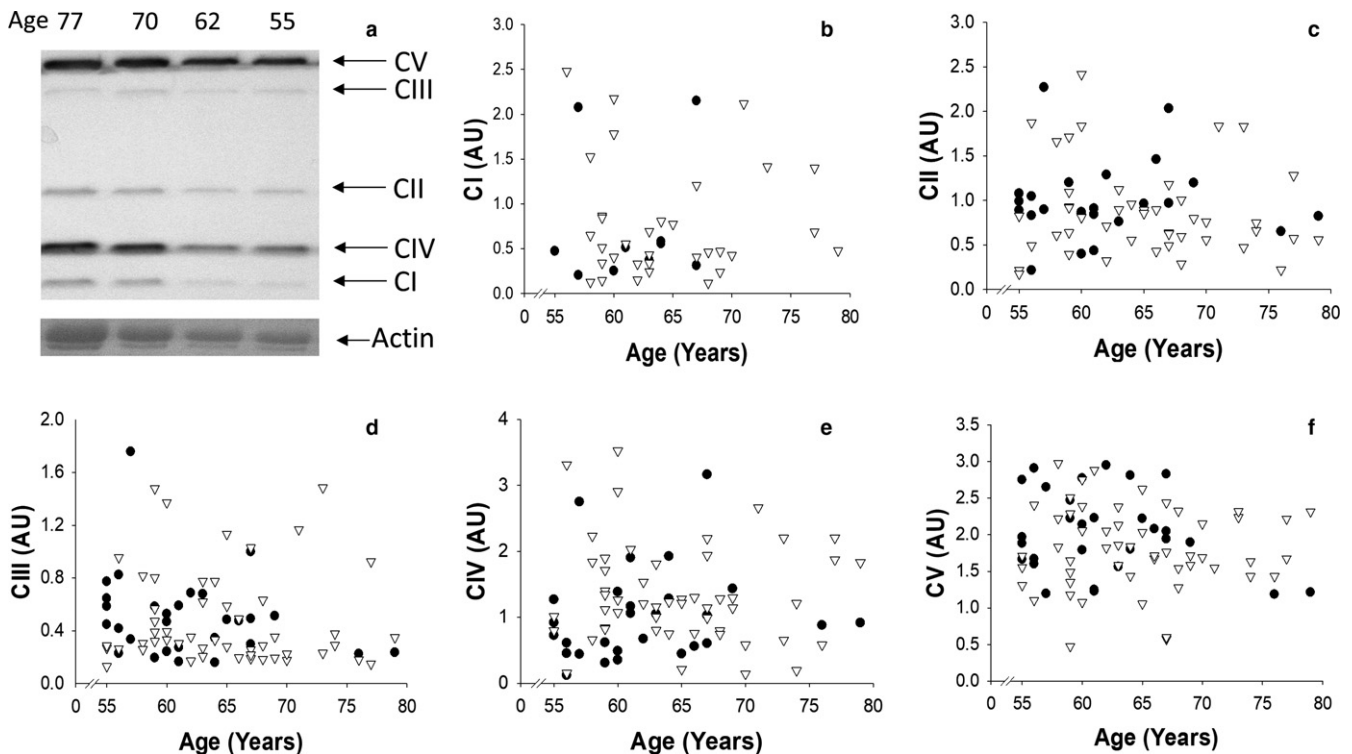 Age 77 70 62 55
a
CV
CIII
CII
CIV
CI
Actin
b
CI (AU)
3.0
2.5
2.0
1.5
1.0
0.5
0.0
0 55 60 65 70 75 80
Age (Years)
c
CII (AU)
3.0
2.5
2.0
1.5
1.0
0.5
0.0
0 55 60 65 70 75 80
Age (Years)
d
CIII (AU)
2.0
1.6
1.2
0.8
0.4
0.0
0 55 60 65 70 75 80
Age (Years)
e
CIV (AU)
4
3
2
1
0
0 55 60 65 70 75 80
Age (Years)
f
CV (AU)
3.5
3.0
2.5
2.0
1.5
1.0
0.5
0.0
0 55 60 65 70 75 80
Age (Years)